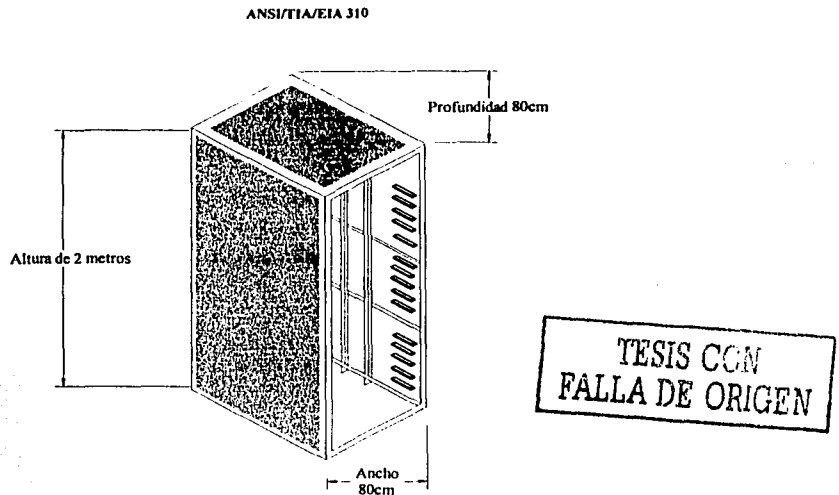 ANSI/TIA/EIA 310
Profundidad 80cm
Altura de 2 metros
TESIS CON
FALLA DE ORIGEN
Ancho
80cm